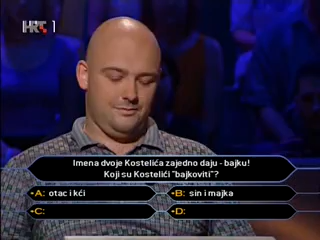 HRT 1
Imena dvoje Kostelića zajedno daju - bajku!
Koji su Kostelići "bajkoviti"?
A: otac i kći
B: sin i majka
C:
D: